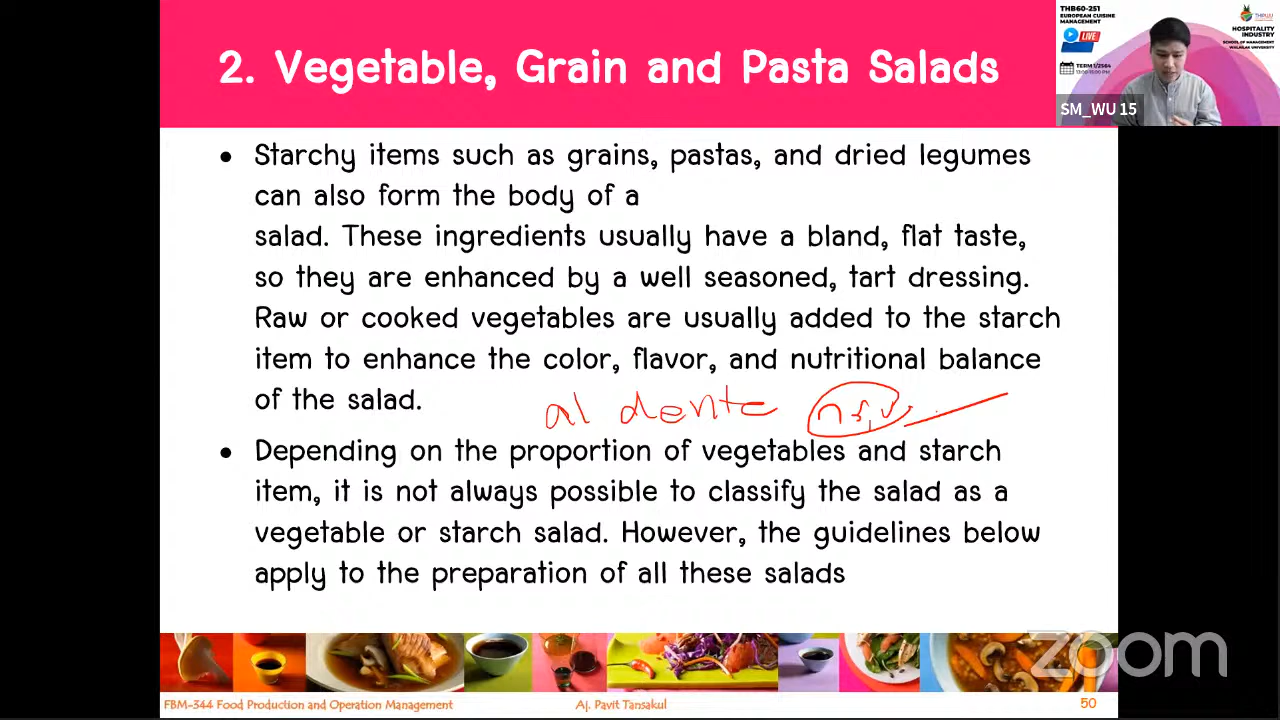 2. Vegetable, Grain and Pasta Salads
THB60-251
EUROPEAN CUISINE
MANAGEMENT
LIVE
TERM 1/2564
HOSPITALITY
INDUSTRY
SCHOOL OF MANAGEMENT
WALAILAK UNIVERSITY
SM_WU 15
• Starchy items such as grains, pastas, and dried legumes
can also form the body of a
salad. These ingredients usually have a bland, flat taste,
so they are enhanced by a well seasoned, tart dressing.
Raw or cooked vegetables are usually added to the starch
item to enhance the color, flavor, and nutritional balance
of the salad.
al dente
• Depending on the proportion of vegetables and starch
item, it is not always possible to classify the salad as a
vegetable or starch salad. However, the guidelines below
apply to the preparation of all these salads
zoom
FBM-344 Food Production and Operation Management
Aj. Pavit Tansakul
50